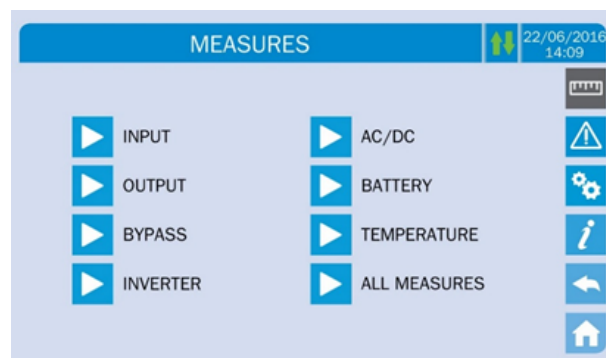 MEASURES
22/06/2016
14:09
INPUT
AC/DC
OUTPUT
BATTERY
BYPASS
TEMPERATURE
INVERTER
ALL MEASURES
i